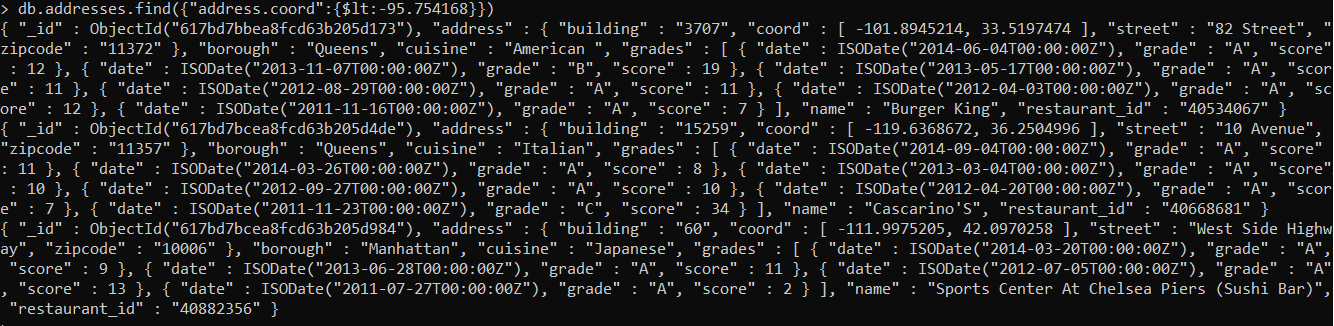 > db.addresses.find({"address.coord":{$lt:-95.754168}})
{ "_id" : ObjectId("617bd7bbea8fcd63b205d173"), "address" : { "building" : "3707", "coord" : [ -101.8945214, 33.5197474 ], "street" : "82 Street", "
zipcode" : "11372" }, "borough" : "Queens", "cuisine" : "American ", "grades" : [ { "date" : ISODate("2014-06-04T00:00:00Z"), "grade" : "A", "score"
: 12 }, { "date" : ISODate("2013-11-07T00:00:00Z"), "grade" : "B", "score" : 19 }, { "date" : ISODate("2013-05-17T00:00:00Z"), "grade" : "A", "scor
e" : 11 }, { "date" : ISODate("2012-08-29T00:00:00Z"), "grade" : "A", "score" : 11 }, { "date" : ISODate("2012-04-03T00:00:00Z"), "grade" : "A", "sc
ore" : 12 }, { "date" : ISODate("2011-11-16T00:00:00Z"), "grade" : "A", "score" : 7 } ], "name" : "Burger King", "restaurant_id" : "40534067" }
{ "_id" : ObjectId("617bd7bcea8fcd63b205d4de"), "address" : { "building" : "15259", "coord" : [ -119.6368672, 36.2504996 ], "street" : "10 Avenue",
"zipcode" : "11357" }, "borough" : "Queens", "cuisine" : "Italian", "grades" : [ { "date" : ISODate("2014-09-04T00:00:00Z"), "grade" : "A", "score"
: 11 }, { "date" : ISODate("2014-03-26T00:00:00Z"), "grade" : "A", "score" : 8 }, { "date" : ISODate("2013-03-04T00:00:00Z"), "grade" : "A", "score"
: 10 }, { "date" : ISODate("2012-09-27T00:00:00Z"), "grade" : "A", "score" : 10 }, { "date" : ISODate("2012-04-20T00:00:00Z"), "grade" : "A", "scor
e" : 7 }, { "date" : ISODate("2011-11-23T00:00:00Z"), "grade" : "C", "score" : 34 } ], "name" : "Cascarino'S", "restaurant_id" : "40668681" }
{ "_id" : ObjectId("617bd7bcea8fcd63b205d984"), "address" : { "building" : "60", "coord" : [ -111.9975205, 42.0970258 ], "street" : "West Side Highw
ay", "zipcode" : "10006" }, "borough" : "Manhattan", "cuisine" : "Japanese", "grades" : [ { "date" : ISODate("2014-03-20T00:00:00Z"), "grade" : "A",
"score" : 9 }, { "date" : ISODate("2013-06-28T00:00:00Z"), "grade" : "A", "score" : 11 }, { "date" : ISODate("2012-07-05T00:00:00Z"), "grade" : "A"
, "score" : 13 }, { "date" : ISODate("2011-07-27T00:00:00Z"), "grade" : "A", "score" : 2 } ], "name" : "Sports Center At Chelsea Piers (Sushi Bar)",
"restaurant_id" : "40882356" }